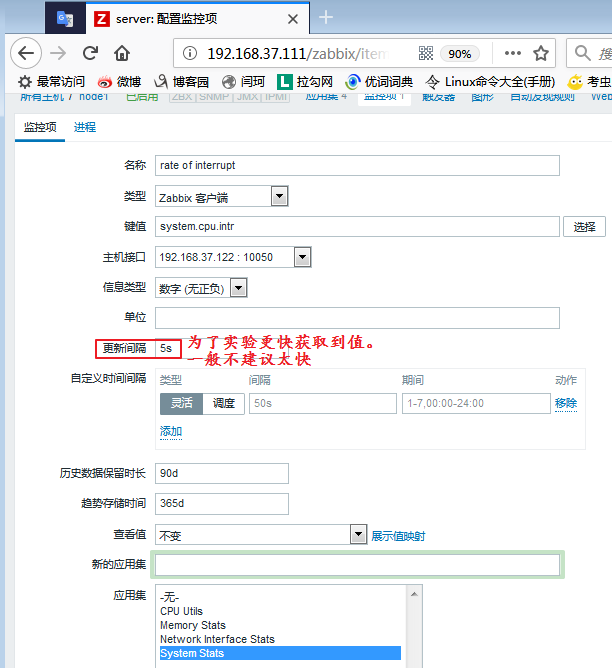 server: 配置监控项
192.168.37.111/zabbix/item
90%
最常访问 微博 博客园 问珂 拉勾网 优词词典 Linux命令大全(手册) 考虫
所有主机 / node1 已启用 ZBX SNMP JMX IPMI 应用集 4 监控项 1 触发器 图形 自动发现规则 Web
监控项 进程
名称 rate of interrupt
类型 Zabbix 客户端
键值 system.cpu.intr 选择
主机接口 192.168.37.122 : 10050
信息类型 数字 (无正负)
单位
更新间隔 5s 为了实验更快获取到值。
一般不建议太快
自定义时间间隔 类型 间隔 期间 动作
灵活 调度 50s 1-7,00:00-24:00 移除
添加
历史数据保留时长 90d
趋势存储时间 365d
查看值 不变 展示值映射
新的应用集
应用集 -无-
CPU Utils
Memory Stats
Network Interface Stats
System Stats